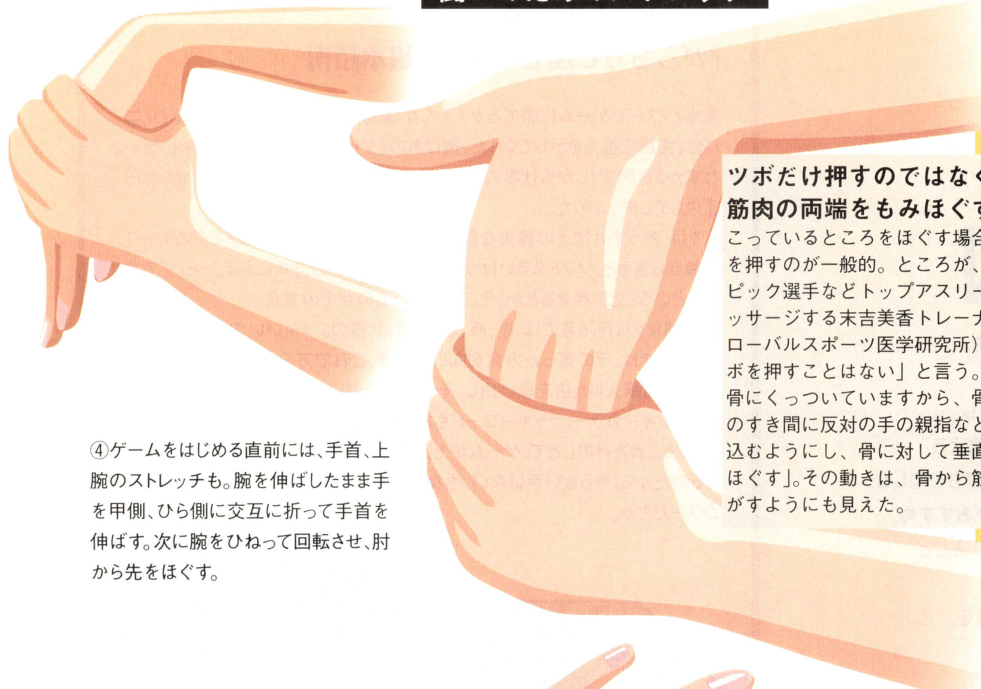 ツボだけ押すのではなく
筋肉の両端をもみほぐす
こっているところをほぐす場合
を押すのが一般的。ところが、
ピック選手などトップアスリー
ッサージする末吉美香トレーナ
ローバルスポーツ医学研究所)
ボを押すことはない」と言う。
骨にくっついていますから、骨
のすき間に反対の手の親指など
込むようにし、骨に対して垂直
ほぐす」。その動きは、骨から筋
がすようにも見えた。
④ゲームをはじめる直前には、手首、上
腕のストレッチも。腕を伸ばしたまま手
を甲側、ひら側に交互に折って手首を
伸ばす。次に腕をひねって回転させ、肘
から先をほぐす。